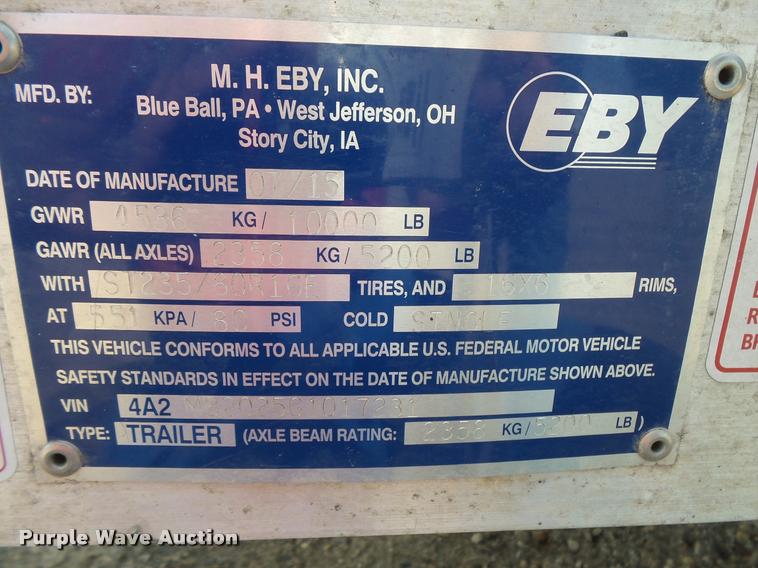 M. H. EBY, INC.
MFD. BY:
Blue Ball, PA • West Jefferson, OH
Story City, IA
EBY
DATE OF MANUFACTURE 07/15
GVWR 4536 KG/ 10000 LB
GAWR (ALL AXLES) 2358 KG/ 5200 LB
WITH ST235/80R16E TIRES, AND 16X6 RIMS,
AT 551 KPA/ 80 PSI COLD SINGLE
THIS VEHICLE CONFORMS TO ALL APPLICABLE U.S. FEDERAL MOTOR VEHICLE
SAFETY STANDARDS IN EFFECT ON THE DATE OF MANUFACTURE SHOWN ABOVE.
VIN 4A2
TYPE: TRAILER (AXLE BEAM RATING: 2358 KG/ 5200 LB )
Purple Wave Auction